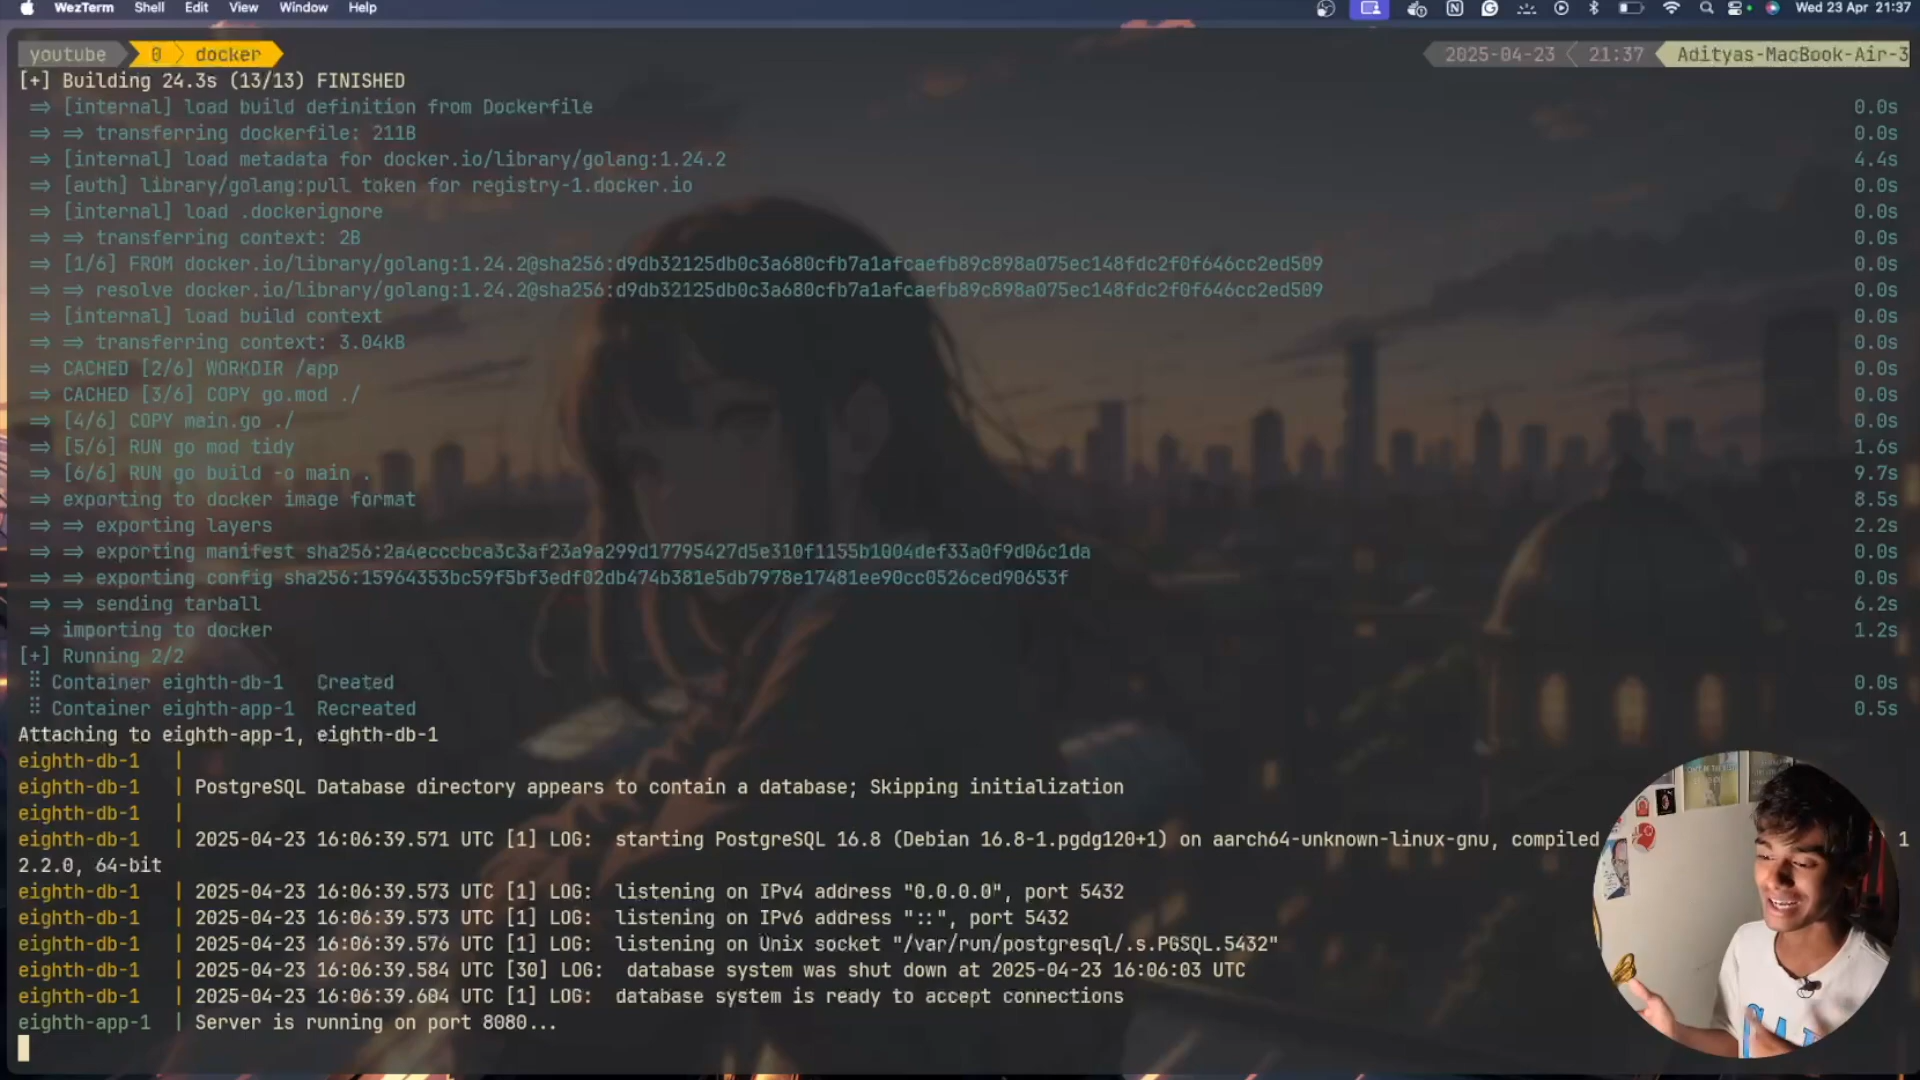 WezTerm Shell Edit View Window Help Wed 23 Apr 21:37
youtube 0 docker 2025-04-23 21:37 Adityas-MacBook-Air-3
[+] Building 24.3s (13/13) FINISHED
⇒ [internal] load build definition from Dockerfile 0.0s
⇒ ⇒ transferring dockerfile: 211B 0.0s
⇒ [internal] load metadata for docker.io/library/golang:1.24.2 4.4s
⇒ [auth] library/golang:pull token for registry-1.docker.io 0.0s
⇒ [internal] load .dockerignore 0.0s
⇒ ⇒ transferring context: 2B 0.0s
⇒ [1/6] FROM docker.io/library/golang:1.24.2@sha256:d9db32125db0c3a680cfb7a1afcaefb89c898a075ec148fdc2f0f646cc2ed509 0.0s
⇒ ⇒ resolve docker.io/library/golang:1.24.2@sha256:d9db32125db0c3a680cfb7a1afcaefb89c898a075ec148fdc2f0f646cc2ed509 0.0s
⇒ [internal] load build context 0.0s
⇒ ⇒ transferring context: 3.04kB 0.0s
⇒ CACHED [2/6] WORKDIR /app 0.0s
⇒ CACHED [3/6] COPY go.mod ./ 0.0s
⇒ [4/6] COPY main.go ./ 0.0s
⇒ [5/6] RUN go mod tidy 1.6s
⇒ [6/6] RUN go build -o main . 9.7s
⇒ exporting to docker image format 8.5s
⇒ ⇒ exporting layers 2.2s
⇒ ⇒ exporting manifest sha256:2a4ecccbca3c3af23a9a299d17795427d5e310f1155b1004def33a0f9d06c1da 0.0s
⇒ ⇒ exporting config sha256:15964353bc59f5bf3edf02db474b381e5db7978e17481ee90cc0526ced90653f 0.0s
⇒ ⇒ sending tarball 6.2s
⇒ importing to docker 1.2s
[+] Running 2/2
⠿ Container eighth-db-1 Created 0.0s
⠿ Container eighth-app-1 Recreated 0.5s
Attaching to eighth-app-1, eighth-db-1
eighth-db-1 |
eighth-db-1 | PostgreSQL Database directory appears to contain a database; Skipping initialization
eighth-db-1 |
eighth-db-1 | 2025-04-23 16:06:39.571 UTC [1] LOG: starting PostgreSQL 16.8 (Debian 16.8-1.pgdg120+1) on aarch64-unknown-linux-gnu, compiled 1
2.2.0, 64-bit
eighth-db-1 | 2025-04-23 16:06:39.573 UTC [1] LOG: listening on IPv4 address "0.0.0.0", port 5432
eighth-db-1 | 2025-04-23 16:06:39.573 UTC [1] LOG: listening on IPv6 address "::", port 5432
eighth-db-1 | 2025-04-23 16:06:39.576 UTC [1] LOG: listening on Unix socket "/var/run/postgresql/.s.PGSQL.5432"
eighth-db-1 | 2025-04-23 16:06:39.584 UTC [30] LOG: database system was shut down at 2025-04-23 16:06:03 UTC
eighth-db-1 | 2025-04-23 16:06:39.604 UTC [1] LOG: database system is ready to accept connections
eighth-app-1 | Server is running on port 8080...